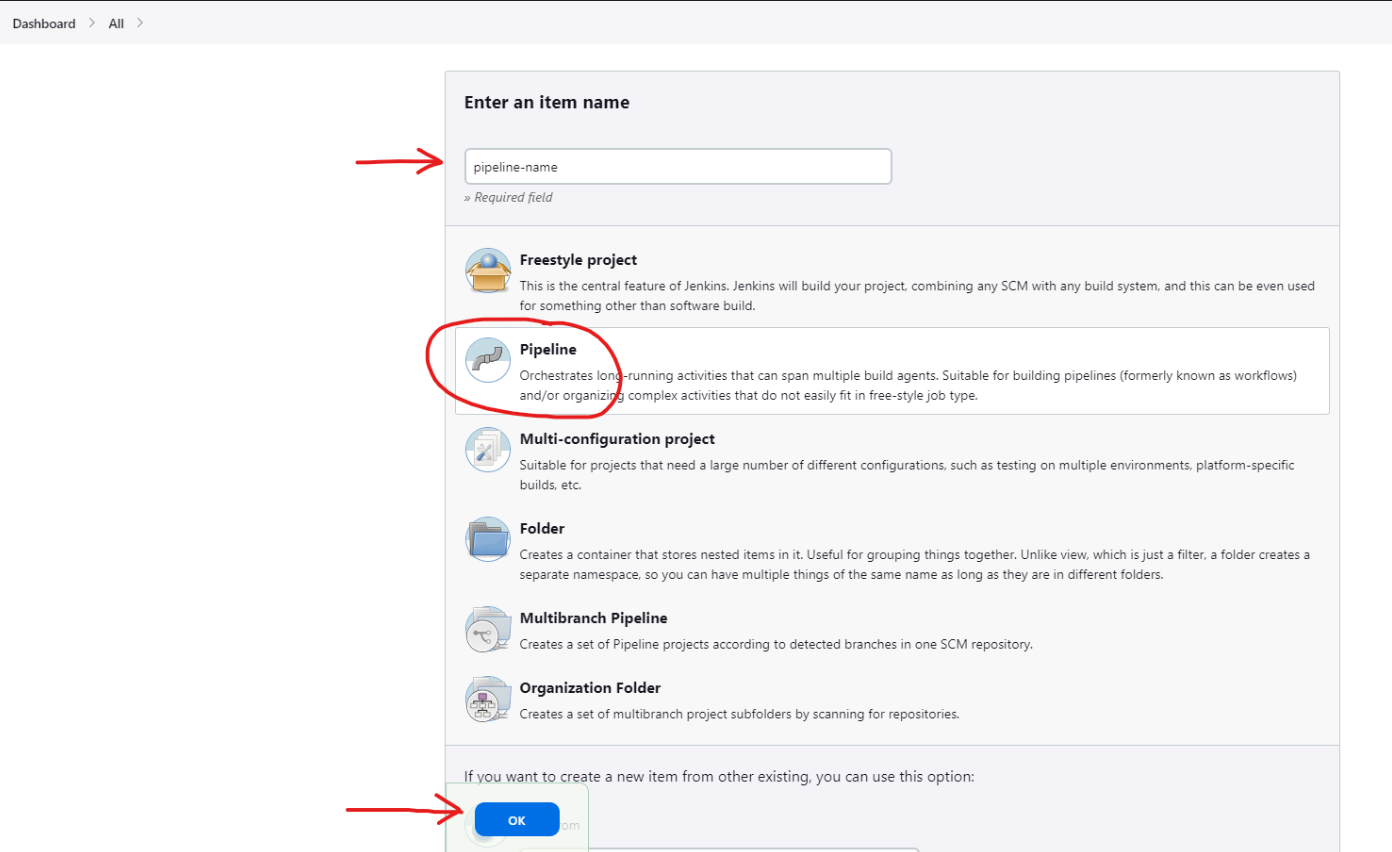 Dashboard > All >
Enter an item name
pipeline-name
» Required field
Freestyle project
This is the central feature of Jenkins. Jenkins will build your project, combining any SCM with any build system, and this can be even used
for something other than software build.
Pipeline
Orchestrates long-running activities that can span multiple build agents. Suitable for building pipelines (formerly known as workflows)
and/or organizing complex activities that do not easily fit in free-style job type.
Multi-configuration project
Suitable for projects that need a large number of different configurations, such as testing on multiple environments, platform-specific
builds, etc.
Folder
Creates a container that stores nested items in it. Useful for grouping things together. Unlike view, which is just a filter, a folder creates a
separate namespace, so you can have multiple things of the same name as long as they are in different folders.
Multibranch Pipeline
Creates a set of Pipeline projects according to detected branches in one SCM repository.
Organization Folder
Creates a set of multibranch project subfolders by scanning for repositories.
If you want to create a new item from other existing, you can use this option:
OK